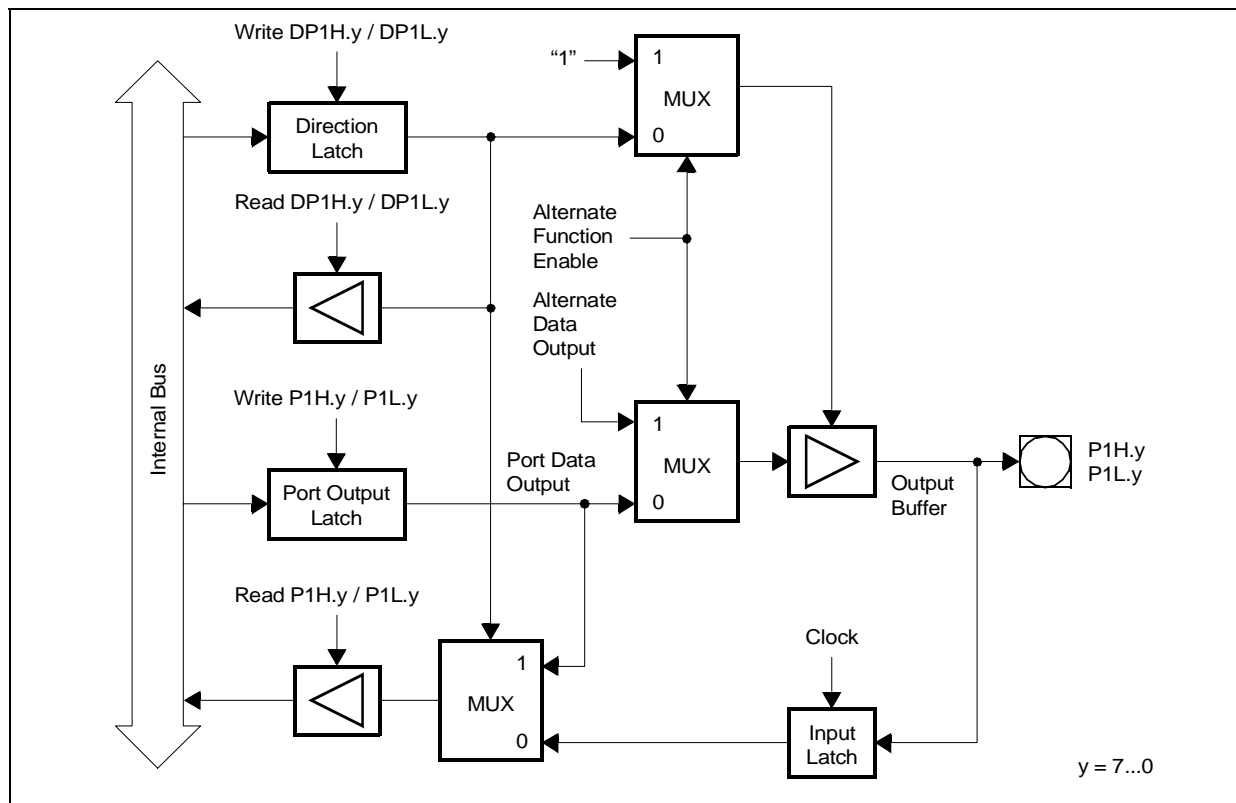 Write DP1H.y / DP1L.y
“1”
1
MUX
0
Direction
Latch
Read DP1H.y / DP1L.y
Alternate
Function
Enable
Alternate
Data
Output
Internal Bus
Write P1H.y / P1L.y
1
MUX
0
Port Data
Output
Port Output
Latch
Output
Buffer
P1H.y
P1L.y
Read P1H.y / P1L.y
Clock
1
MUX
0
Input
Latch
y = 7...0